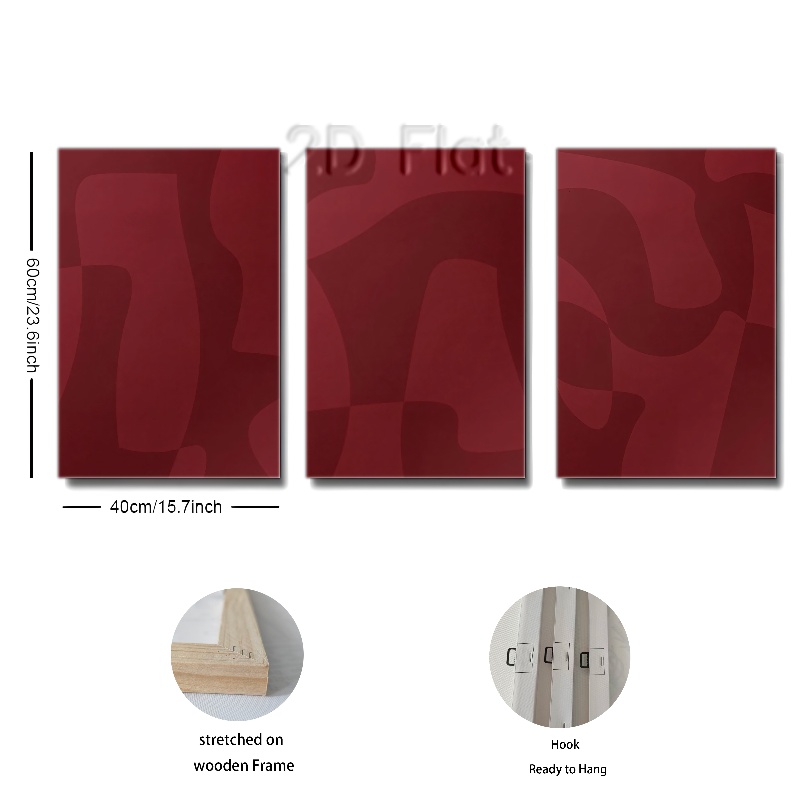 2D Flat
60cm/23.6inch
40cm/15.7inch
stretched on
wooden Frame
Hook
Ready to Hang